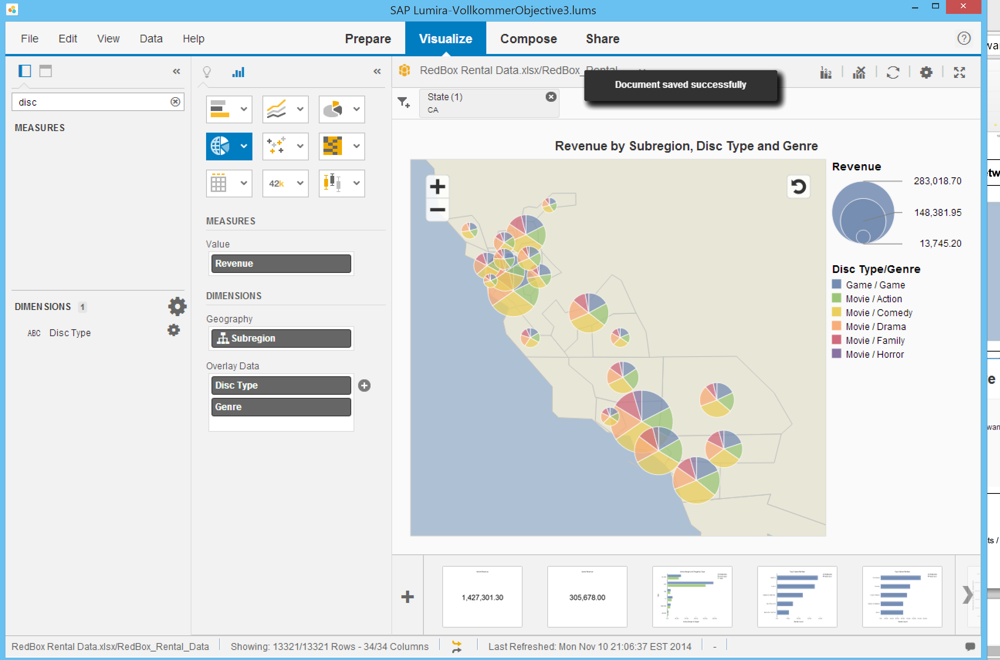 SAP Lumira-VollkommerObjective3.lums
File Edit View Data Help
Prepare Visualize Compose Share
disc
MEASURES
DIMENSIONS 1
ABC Disc Type
42k
MEASURES
Value
Revenue
DIMENSIONS
Geography
Subregion
Overlay Data
Disc Type
Genre
RedBox Rental Data.xlsx/RedBox_Rental
Document saved successfully
State (1)
CA
Revenue by Subregion, Disc Type and Genre
Revenue
283,018.70
148,381.95
13,745.20
Disc Type/Genre
Game / Game
Movie / Action
Movie / Comedy
Movie / Drama
Movie / Family
Movie / Horror
1,427,301.30
305,678.00
RedBox Rental Data.xlsx/RedBox_Rental_Data
Showing: 13321/13321 Rows - 34/34 Columns
Last Refreshed: Mon Nov 10 21:06:37 EST 2014
-